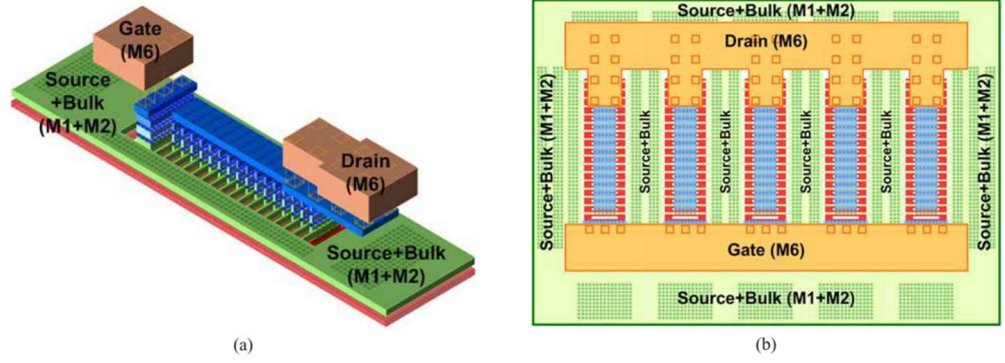 Gate
(M6)
Source
+Bulk
(M1+M2)
Drain
(M6)
Source+Bulk
(M1+M2)
(a)
Source+Bulk (M1+M2)
Drain (M6)
Source+Bulk (M1+M2)
Source+Bulk
Source+Bulk
Source+Bulk
Source+Bulk
Source+Bulk (M1+M2)
Gate (M6)
Source+Bulk (M1+M2)
(b)